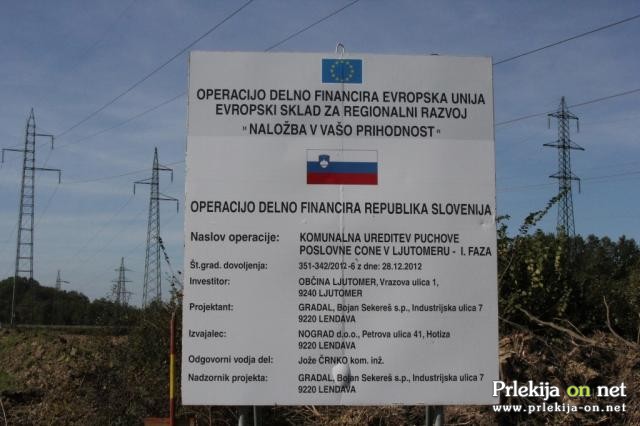 OPERACIJO DELNO FINANCIRA EVROPSKA UNIJA
EVROPSKI SKLAD ZA REGIONALNI RAZVOJ
"NALOŽBA V VAŠO PRIHODNOST"
OPERACIJO DELNO FINANCIRA REPUBLIKA SLOVENIJA
Naslov operacije: KOMUNALNA UREDITEV PUCHOVE
POSLOVNE CONE V LJUTOMERU - I. FAZA
Št.grad. dovoljenja: 351-342/2012-6 z dne: 28.12.2012
Investitor: OBČINA LJUTOMER, Vrazova ulica 1,
9240 LJUTOMER
Projektant: GRADAL, Bojan Sekereš s.p., Industrijska ulica 7
9220 LENDAVA
Izvajalec: NOGRAD d.o.o., Petrova ulica 41, Hotiza
9220 LENDAVA
Odgovorni vodja del: Jože ČRNKO kom. inž.
Nadzornik projekta: GRADAL, Bojan Sekereš s.p., Industrijska ulica 7
9220 LENDAVA
Prlekija on net
www.prlekija-on.net